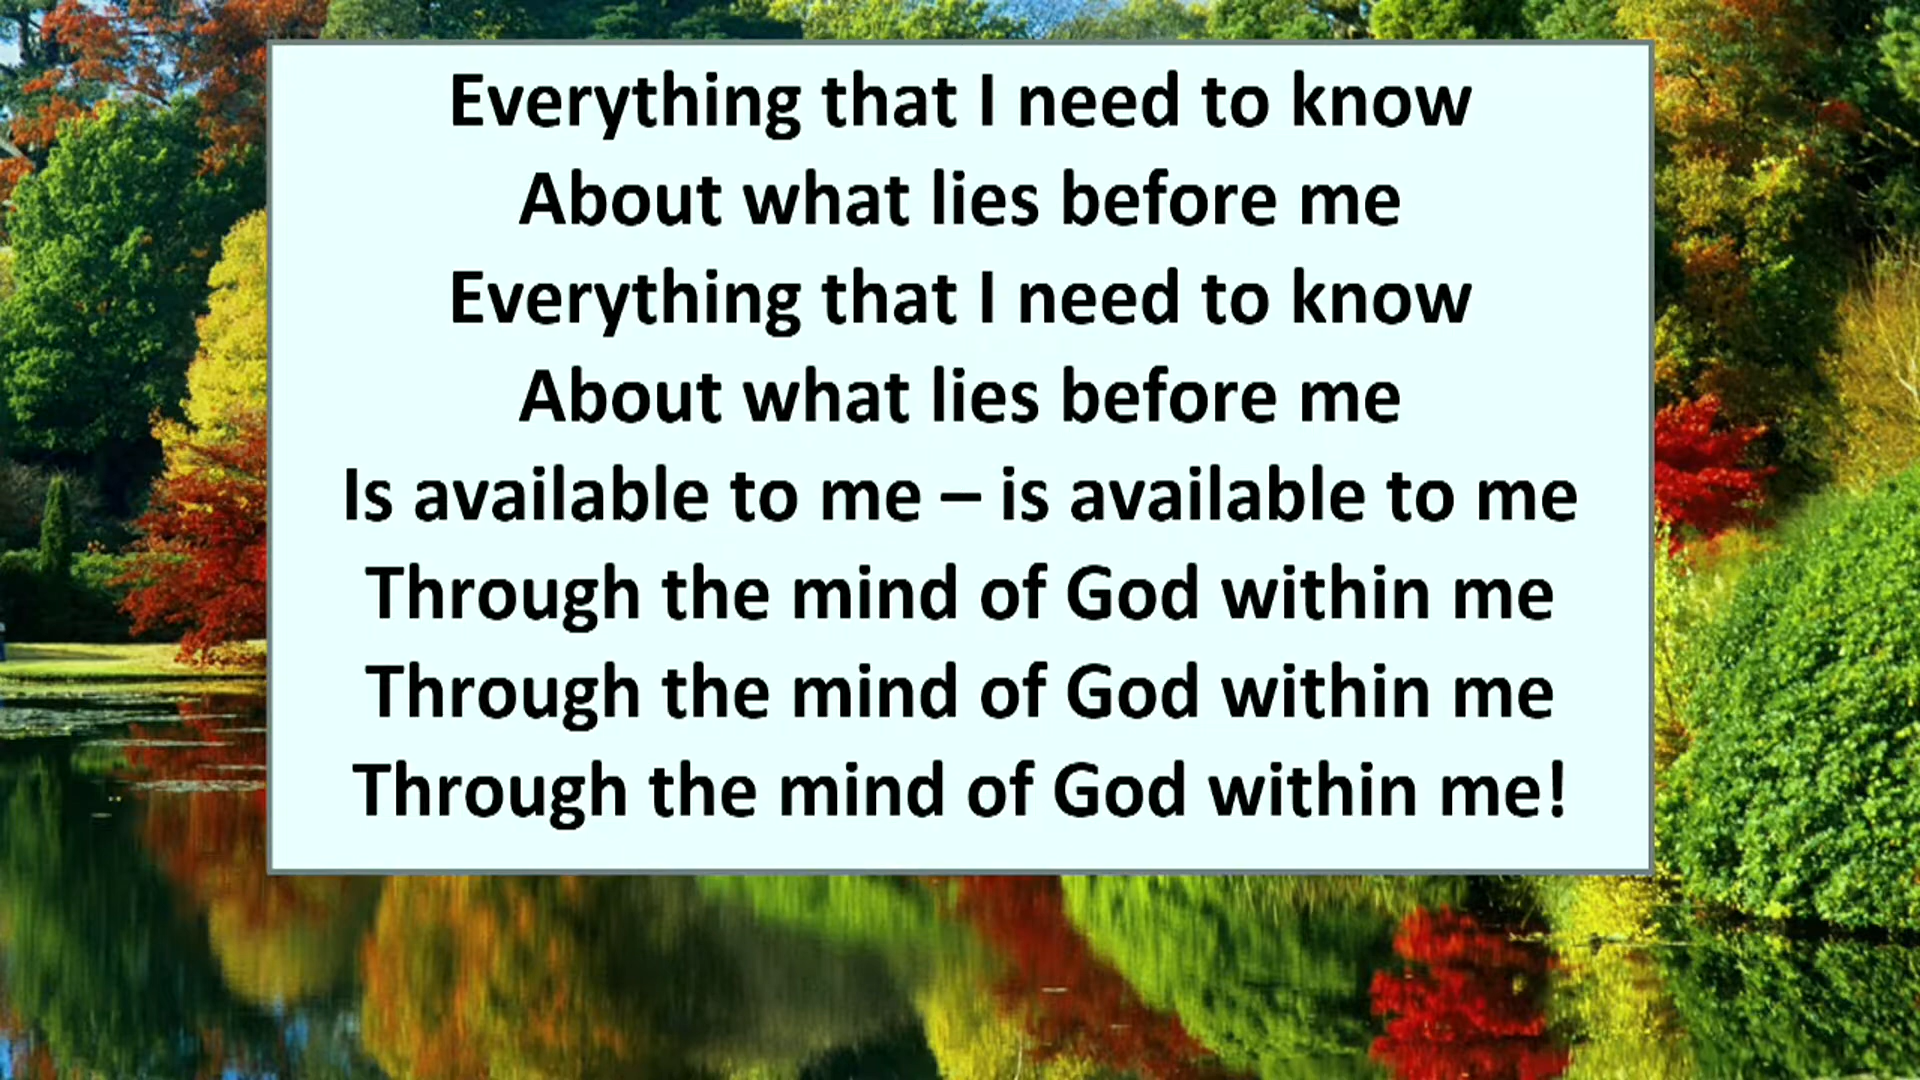 Everything that I need to know
About what lies before me
Everything that I need to know
About what lies before me
Is available to me – is available to me
Through the mind of God within me
Through the mind of God within me
Through the mind of God within me!